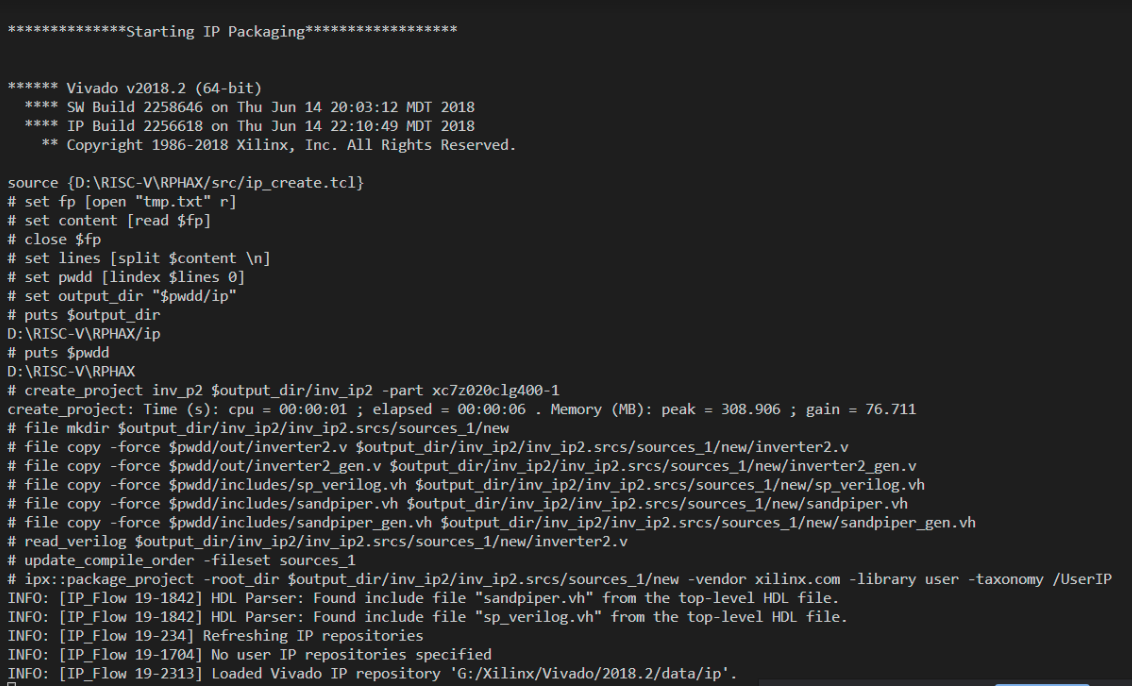 **************Starting IP Packaging******************
****** Vivado v2018.2 (64-bit)
**** SW Build 2258646 on Thu Jun 14 20:03:12 MDT 2018
**** IP Build 2256618 on Thu Jun 14 22:10:49 MDT 2018
** Copyright 1986-2018 Xilinx, Inc. All Rights Reserved.
source {D:\RISC-V\RPHAX/src/ip_create.tcl}
# set fp [open "tmp.txt" r]
# set content [read $fp]
# close $fp
# set lines [split $content \n]
# set pwdd [lindex $lines 0]
# set output_dir "$pwdd/ip"
# puts $output_dir
D:\RISC-V\RPHAX/ip
# puts $pwdd
D:\RISC-V\RPHAX
# create_project inv_p2 $output_dir/inv_ip2 -part xc7z020clg400-1
create_project: Time (s): cpu = 00:00:01 ; elapsed = 00:00:06 . Memory (MB): peak = 308.906 ; gain = 76.711
# file mkdir $output_dir/inv_ip2/inv_ip2.srcs/sources_1/new
# file copy -force $pwdd/out/inverter2.v $output_dir/inv_ip2/inv_ip2.srcs/sources_1/new/inverter2.v
# file copy -force $pwdd/out/inverter2_gen.v $output_dir/inv_ip2/inv_ip2.srcs/sources_1/new/inverter2_gen.v
# file copy -force $pwdd/includes/sp_verilog.vh $output_dir/inv_ip2/inv_ip2.srcs/sources_1/new/sp_verilog.vh
# file copy -force $pwdd/includes/sandpiper.vh $output_dir/inv_ip2/inv_ip2.srcs/sources_1/new/sandpiper.vh
# file copy -force $pwdd/includes/sandpiper_gen.vh $output_dir/inv_ip2/inv_ip2.srcs/sources_1/new/sandpiper_gen.vh
# read_verilog $output_dir/inv_ip2/inv_ip2.srcs/sources_1/new/inverter2.v
# update_compile_order -fileset sources_1
# ipx::package_project -root_dir $output_dir/inv_ip2/inv_ip2.srcs/sources_1/new -vendor xilinx.com -library user -taxonomy /UserIP
INFO: [IP_Flow 19-1842] HDL Parser: Found include file "sandpiper.vh" from the top-level HDL file.
INFO: [IP_Flow 19-1842] HDL Parser: Found include file "sp_verilog.vh" from the top-level HDL file.
INFO: [IP_Flow 19-234] Refreshing IP repositories
INFO: [IP_Flow 19-1704] No user IP repositories specified
INFO: [IP_Flow 19-2313] Loaded Vivado IP repository 'G:/Xilinx/Vivado/2018.2/data/ip'.